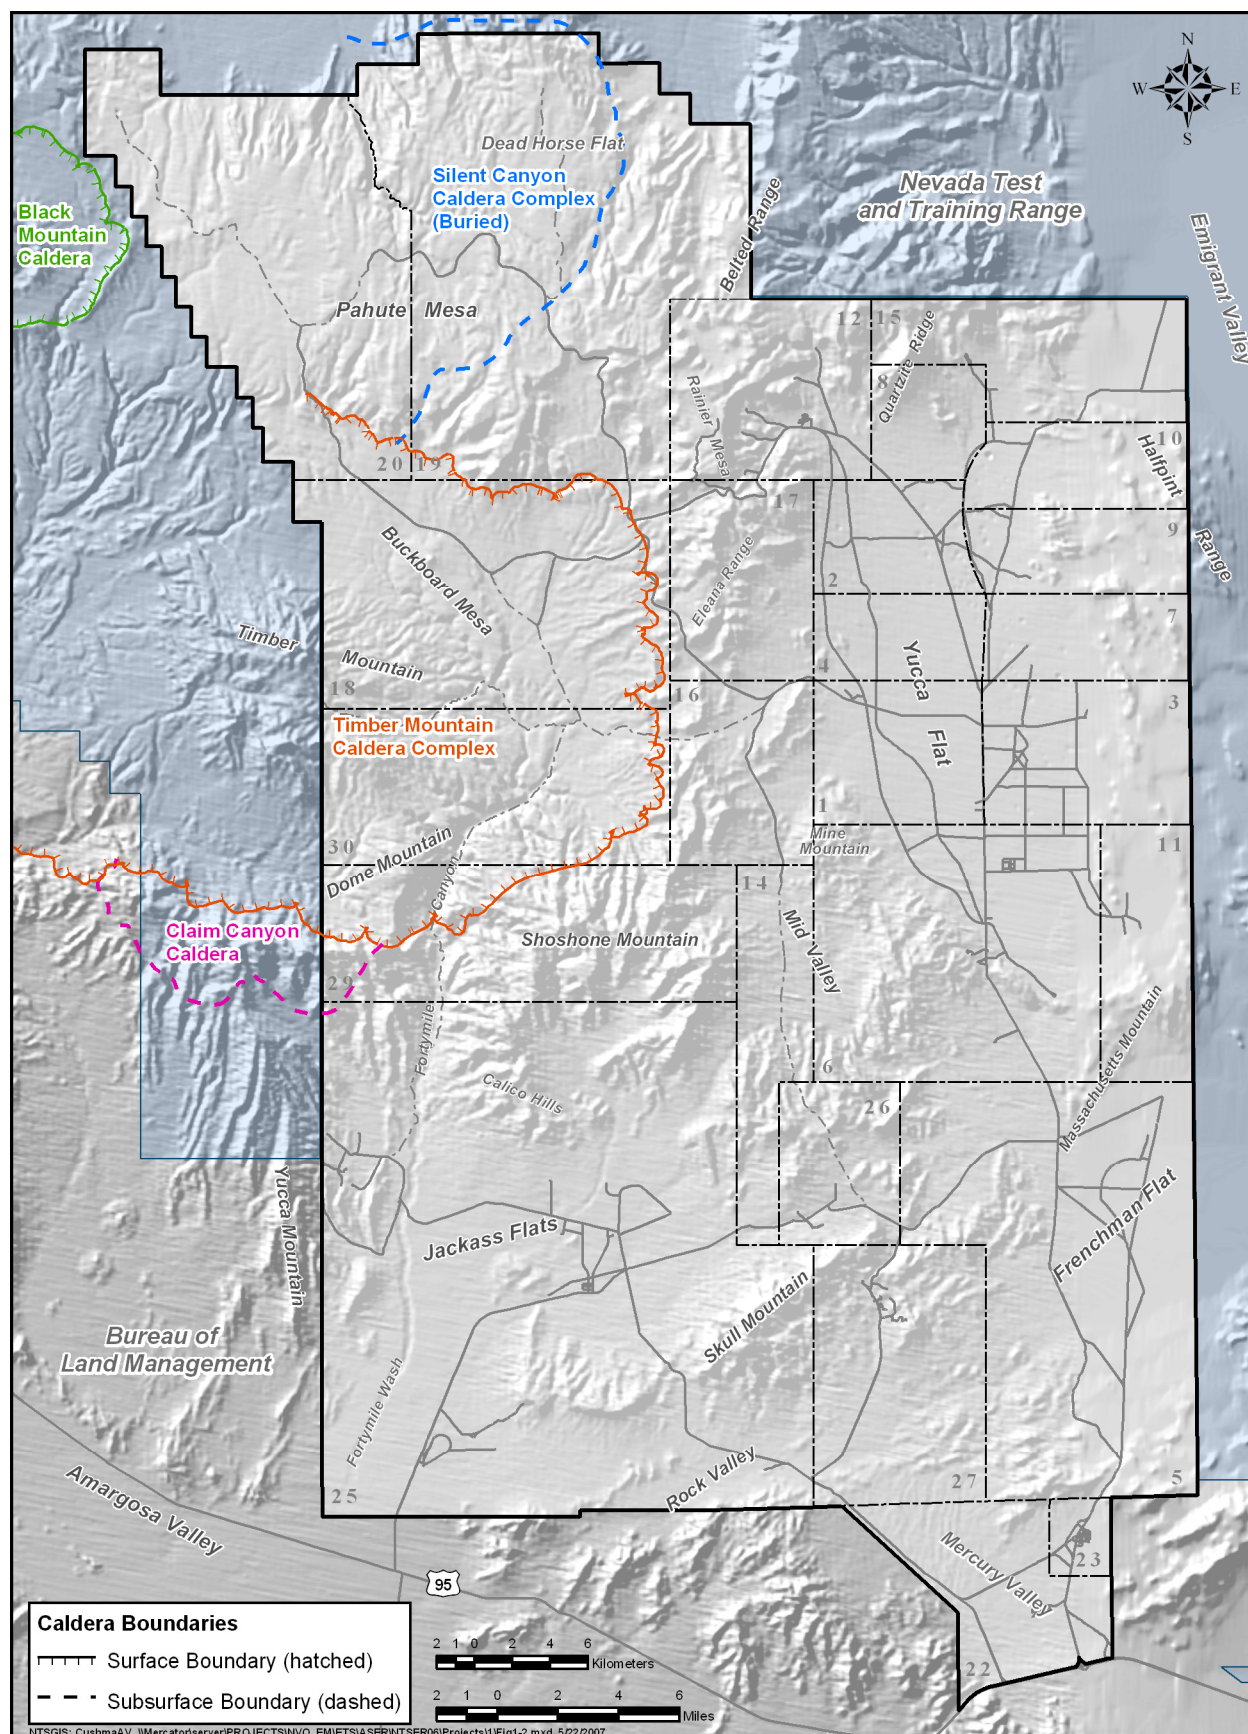 N
W
E
S
Dead Horse Flat
Silent Canyon
Caldera Complex
(Buried)
Nevada Test
and Training Range
Black
Mountain
Caldera
Belted Range
Emigrant Valley
Pahute Mesa
12
15
Quartzite Ridge
8
Rainier Mesa
10
Halfpint
Range
20
19
17
9
Buckboard Mesa
Eleana Range
2
7
Timber
Mountain
Yucca
Flat
4
18
16
3
Timber Mountain
Caldera Complex
1
Mine
Mountain
11
30
Dome Mountain
14
Canyon
Claim Canyon
Caldera
Shoshone Mountain
Mid Valley
29
Fortymile
Massachusetts Mountain
6
Calico Hills
26
Yucca Mountain
Jackass Flats
Frenchman Flat
Skull Mountain
Bureau of
Land Management
Fortymile Wash
Rock Valley
27
5
25
Amargosa Valley
Mercury Valley
23
95
22
Caldera Boundaries
Surface Boundary (hatched)
Subsurface Boundary (dashed)
2 1 0 2 4 6
Kilometers
2 1 0 2 4 6
Miles